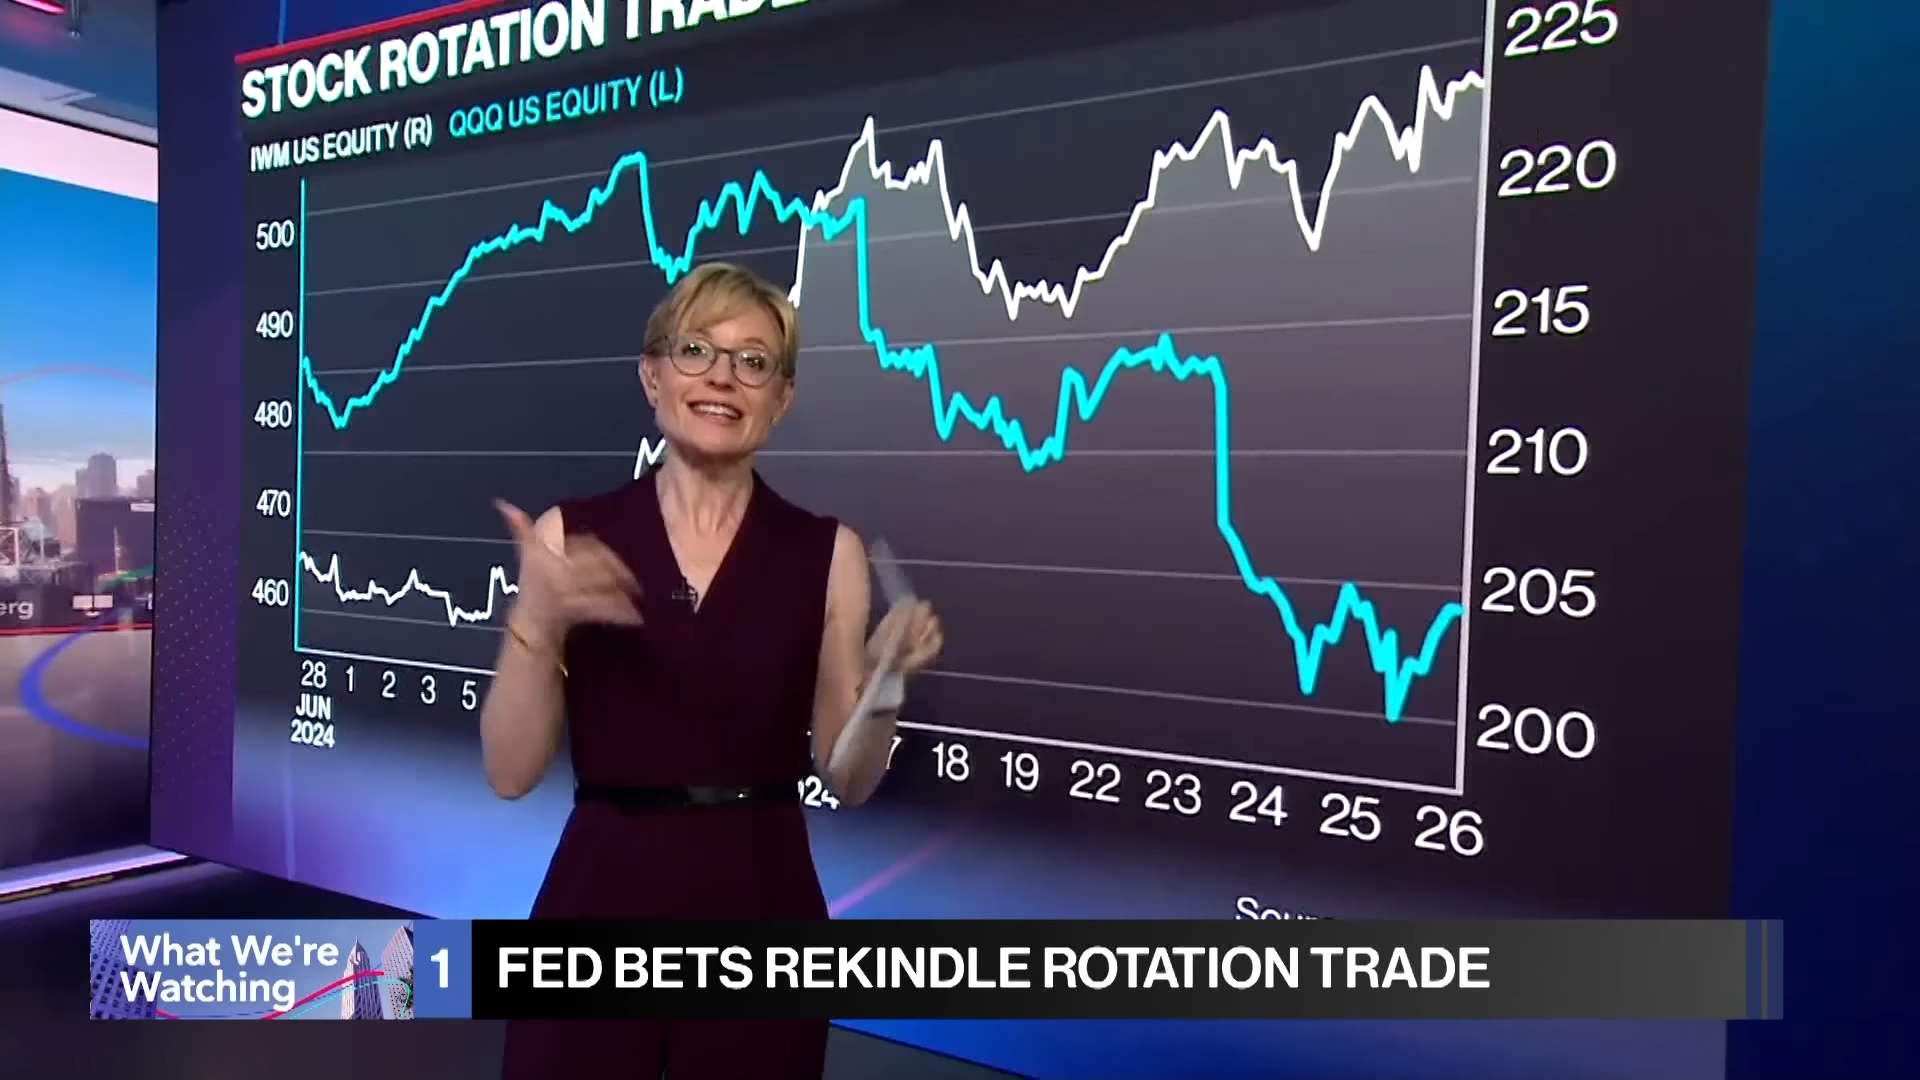 STOCK ROTATION TRADE
IWM US EQUITY (R) QQQ US EQUITY (L)
225
220
215
210
205
200
500
490
480
470
460
28 1 2 3 5
18 19 22 23 24 25 26
JUN
2024
What We're
Watching
1
FED BETS REKINDLE ROTATION TRADE